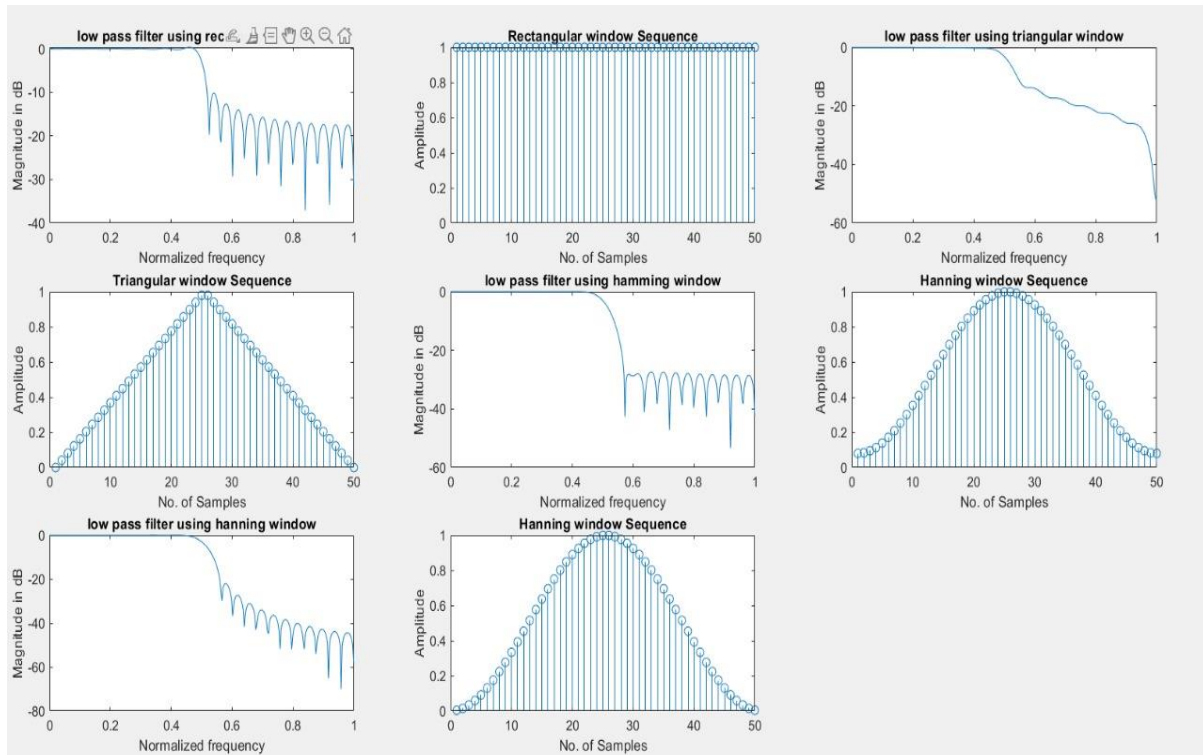 low pass filter using rec
Magnitude in dB
0
-10
-20
-30
-40
0 0.2 0.4 0.6 0.8 1
Normalized frequency
Rectangular window Sequence
Amplitude
1
0.8
0.6
0.4
0.2
0
0 10 20 30 40 50
No. of Samples
low pass filter using triangular window
Magnitude in dB
0
-20
-40
-60
0 0.2 0.4 0.6 0.8 1
Normalized frequency
Triangular window Sequence
Amplitude
1
0.8
0.6
0.4
0.2
0
0 10 20 30 40 50
No. of Samples
low pass filter using hamming window
Magnitude in dB
0
-20
-40
-60
0 0.2 0.4 0.6 0.8 1
Normalized frequency
Hanning window Sequence
Amplitude
1
0.8
0.6
0.4
0.2
0
0 10 20 30 40 50
No. of Samples
low pass filter using hanning window
Magnitude in dB
0
-20
-40
-60
-80
0 0.2 0.4 0.6 0.8 1
Normalized frequency
Hanning window Sequence
Amplitude
1
0.8
0.6
0.4
0.2
0
0 10 20 30 40 50
No. of Samples